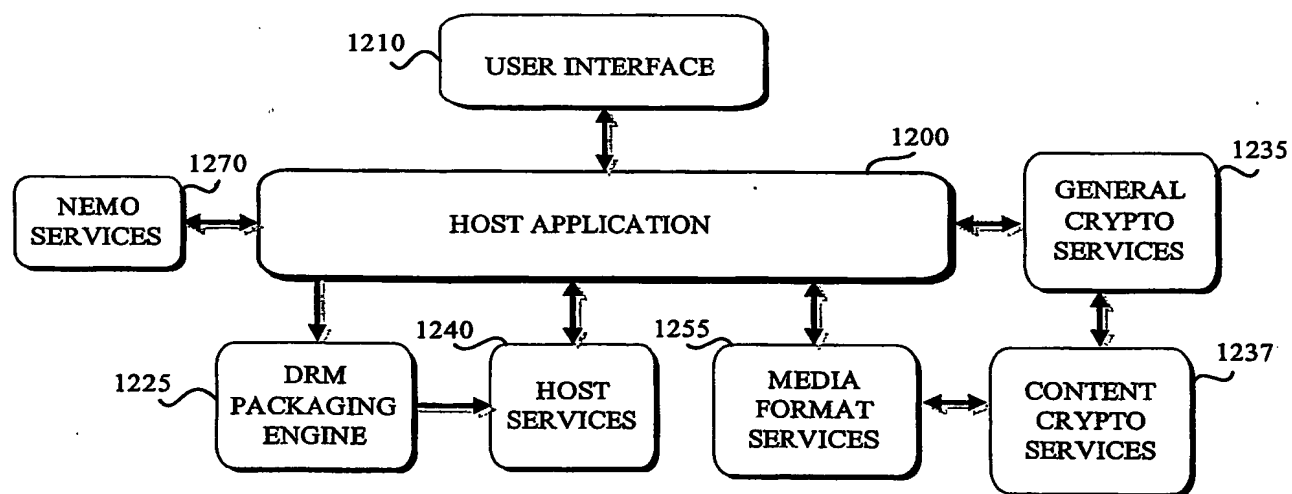 1210
USER INTERFACE
1200
1235
1270
NEMO
SERVICES
HOST APPLICATION
GENERAL
CRYPTO
SERVICES
1240
1255
1237
1225
DRM
PACKAGING
ENGINE
HOST
SERVICES
MEDIA
FORMAT
SERVICES
CONTENT
CRYPTO
SERVICES